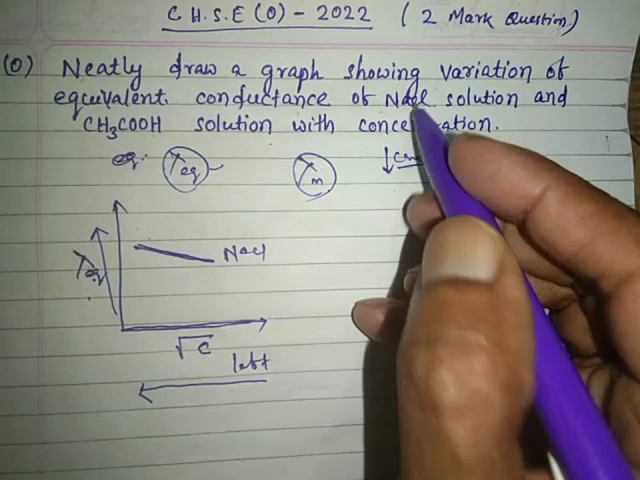 C.H.S.E (O) - 2022 (2 Mark Question)
(O) Neatly draw a graph showing variation of
equivalent conductance of NaCl solution and
CH3COOH solution with concentration.
eq. λeq λm ↓
NaCl
λeq
√C